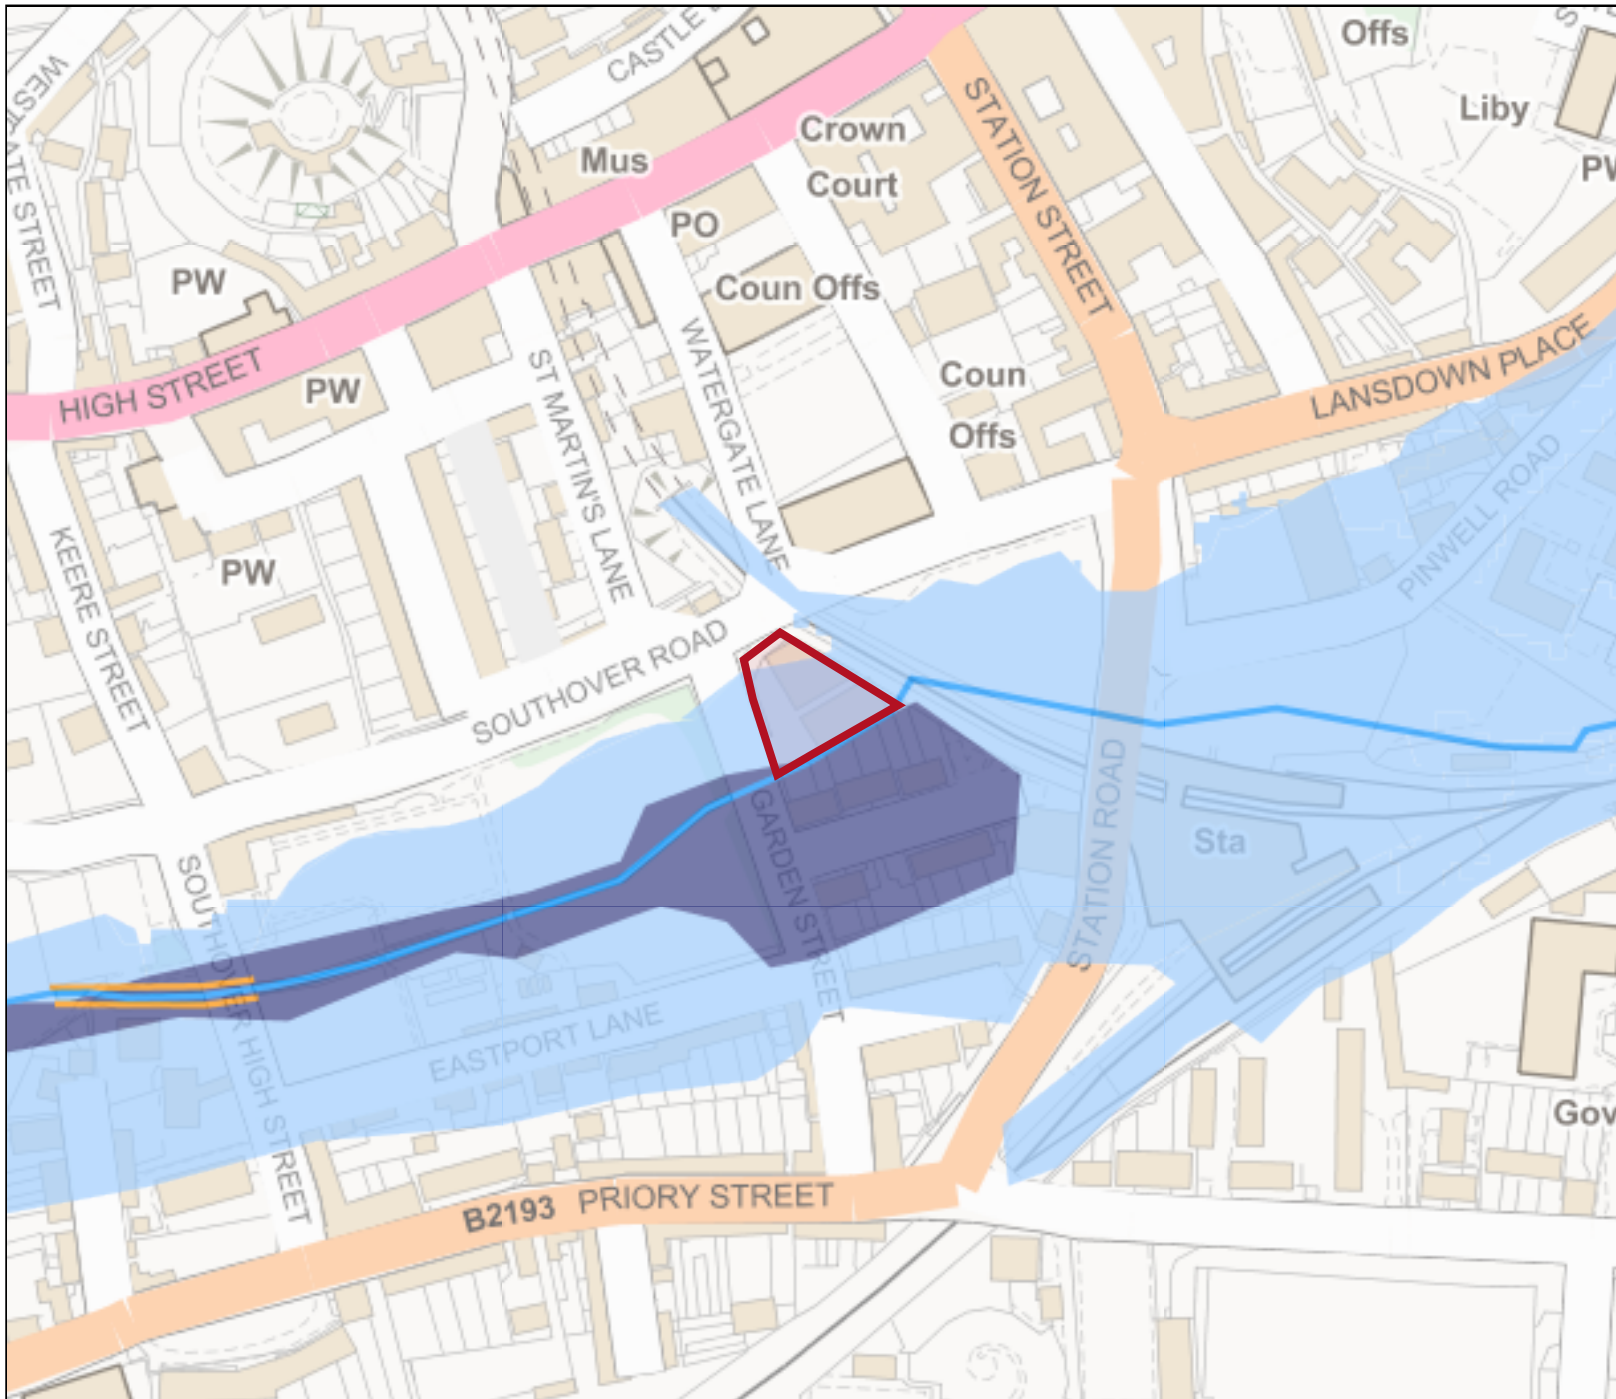 Offs
CASTLE
Liby
WESTGATE STREET
STATION STREET
Crown
Court
Mus
PO
PW
Coun Offs
WATERGATE LANE
HIGH STREET
PW
ST MARTIN'S LANE
Coun
Offs
LANSDOWN PLACE
PINWELL ROAD
KEERE STREET
PW
SOUTHOVER ROAD
STATION ROAD
GARDEN STREET
Sta
SOUTHOVER HIGH STREET
EASTPORT LANE
B2193 PRIORY STREET